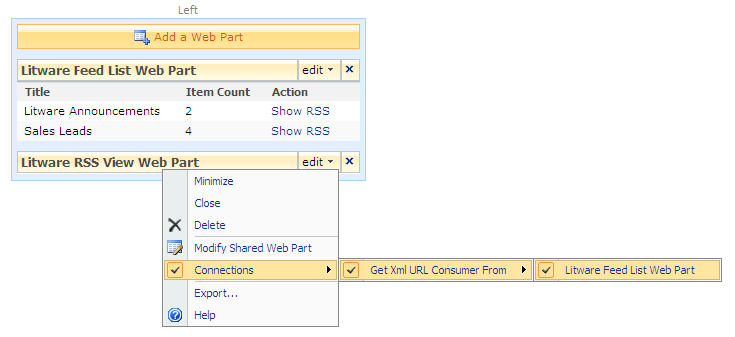 Left
Add a Web Part
Litware Feed List Web Part edit
Title Item Count Action
Litware Announcements 2 Show RSS
Sales Leads 4 Show RSS
Litware RSS View Web Part edit
Minimize
Close
Delete
Modify Shared Web Part
Connections Get Xml URL Consumer From Litware Feed List Web Part
Export...
Help